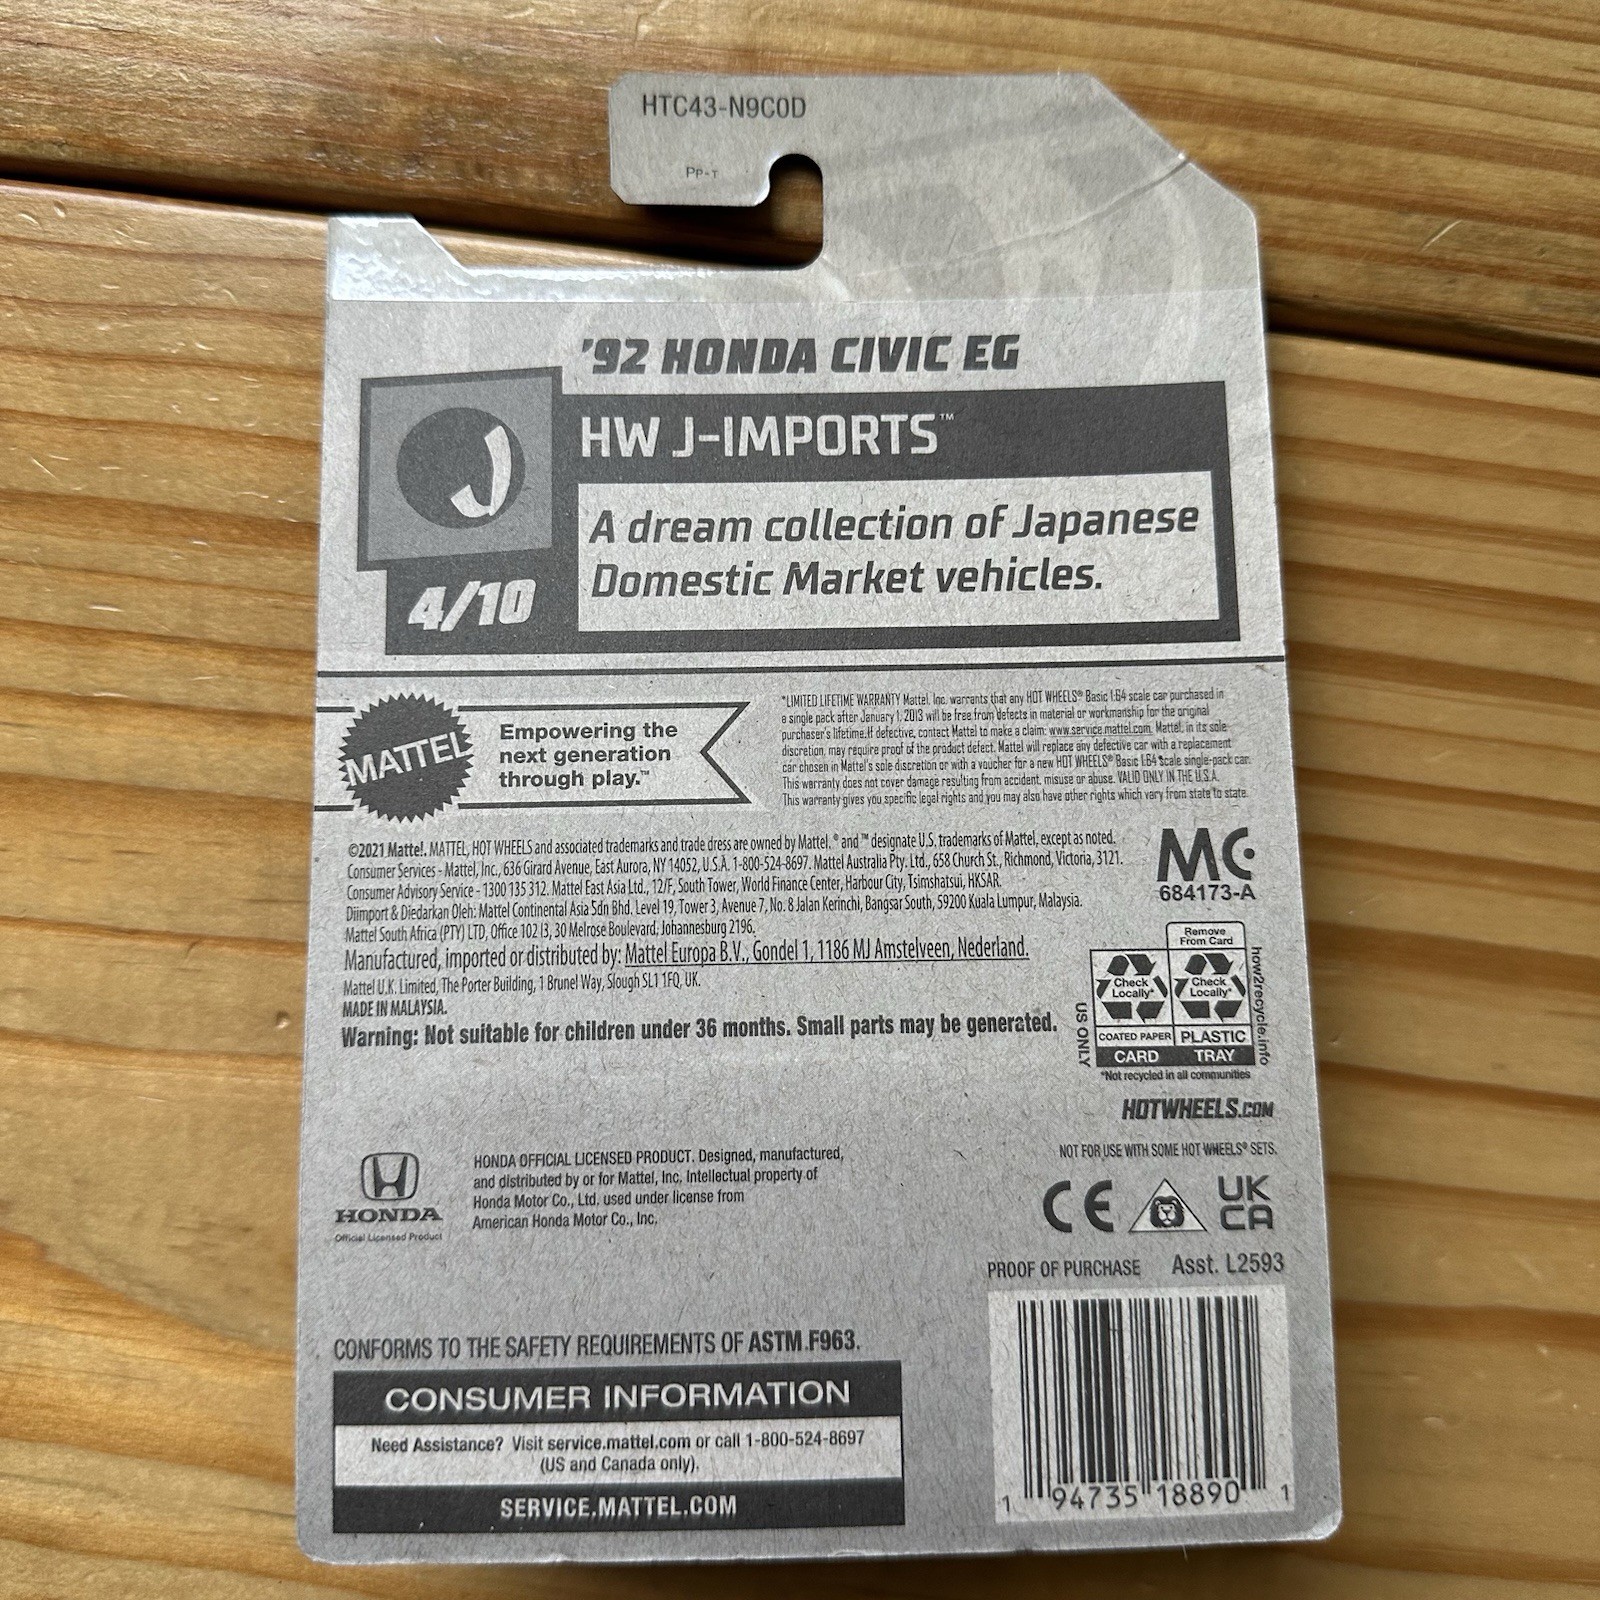 HTC43-N9C0D
PP-T
'92 HONDA CIVIC EG
J
HW J-IMPORTS™
A dream collection of Japanese
Domestic Market vehicles.
4/10
MATTEL
Empowering the
next generation
through play.™
*LIMITED LIFETIME WARRANTY Mattel, Inc. warrants that any HOT WHEELS® Basic 1:64 scale car purchased in
a single pack after January 1, 2013 will be free from defects in material or workmanship for the original
purchaser's lifetime.If defective, contact Mattel to make a claim: www.service.mattel.com. Mattel, in its sole
discretion, may require proof of the product defect. Mattel will replace any defective car with a replacement
car chosen in Mattel's sole discretion or with a voucher for a new HOT WHEELS® Basic 1:64 Scale single-pack car.
This warranty does not cover damage resulting from accident, misuse or abuse. VALID ONLY IN THE U.S.A.
This warranty gives you specific legal rights and you may also have other rights which vary from state to state.
©2021 Mattel. MATTEL, HOT WHEELS and associated trademarks and trade dress are owned by Mattel. ® and ™ designate U.S. trademarks of Mattel, except as noted.
Consumer Services - Mattel, Inc., 636 Girard Avenue, East Aurora, NY 14052, U.S.A. 1-800-524-8697. Mattel Australia Pty. Ltd., 658 Church St., Richmond, Victoria, 3121.
Consumer Advisory Service - 1300 135 312. Mattel East Asia Ltd., 12/F, South Tower, World Finance Center, Harbour City, Tsimshatsui, HKSAR.
Diimport & Diedarkan Oleh: Mattel Continental Asia Sdn Bhd. Level 19, Tower 3, Avenue 7, No. 8 Jalan Kerinchi, Bangsar South, 59200 Kuala Lumpur, Malaysia.
Mattel South Africa (PTY) LTD, Office 102 I3, 30 Melrose Boulevard, Johannesburg 2196.
Manufactured, imported or distributed by: Mattel Europa B.V., Gondel 1, 1186 MJ Amstelveen, Nederland.
Mattel U.K. Limited, The Porter Building, 1 Brunel Way, Slough SL1 1FQ, UK.
MADE IN MALAYSIA.
Warning: Not suitable for children under 36 months. Small parts may be generated.
MC
684173-A
Remove
From Card
Check
Locally*
Check
Locally*
COATED PAPER
PLASTIC
CARD
TRAY
US ONLY
how2recycle.info
*Not recycled in all communities
HOTWHEELS.COM
NOT FOR USE WITH SOME HOT WHEELS® SETS.
HONDA
Official Licensed Product
HONDA OFFICIAL LICENSED PRODUCT. Designed, manufactured,
and distributed by or for Mattel, Inc. Intellectual property of
Honda Motor Co., Ltd. used under license from
American Honda Motor Co., Inc.
CE
UK
CA
PROOF OF PURCHASE Asst. L2593
1 94735 18890 1
CONFORMS TO THE SAFETY REQUIREMENTS OF ASTM F963.
CONSUMER INFORMATION
Need Assistance? Visit service.mattel.com or call 1-800-524-8697
(US and Canada only).
SERVICE.MATTEL.COM